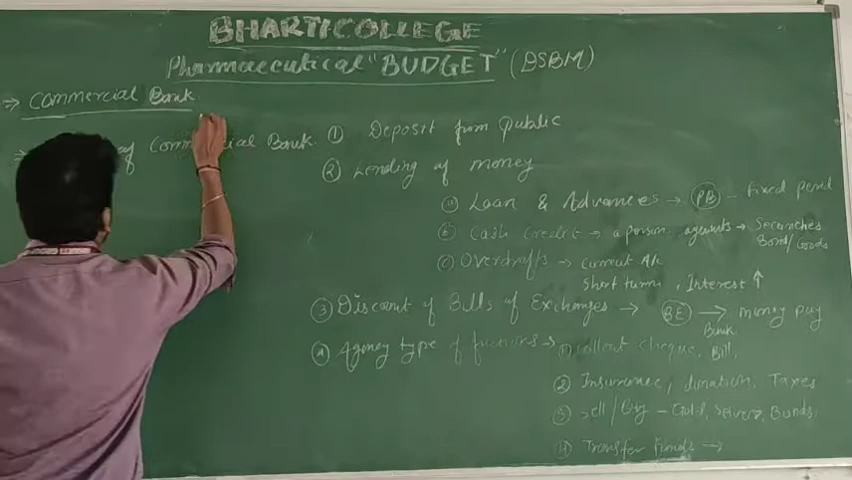 BHARTI COLLEGE
Pharmaceutical "BUDGET" (DSBM)
⇒ Commercial Bank
of Commercial Bank. ① Deposit from Public
② Lending of money
ⓐ Loan & Advances → PB - fixed period
ⓑ Cash Credit → a person, agents → Securities
Bond/Goods
ⓒ Overdrafts → current A/c
Short term, Interest ↑
③ Discount of Bills of Exchanges → BE → money pay
Bank
④ Agency type of functions → ① Collect cheque, Bill,
② Insurance, donation, Taxes
③ Sell/Buy - Gold, Silver, Bonds,
④ Transfer Funds →